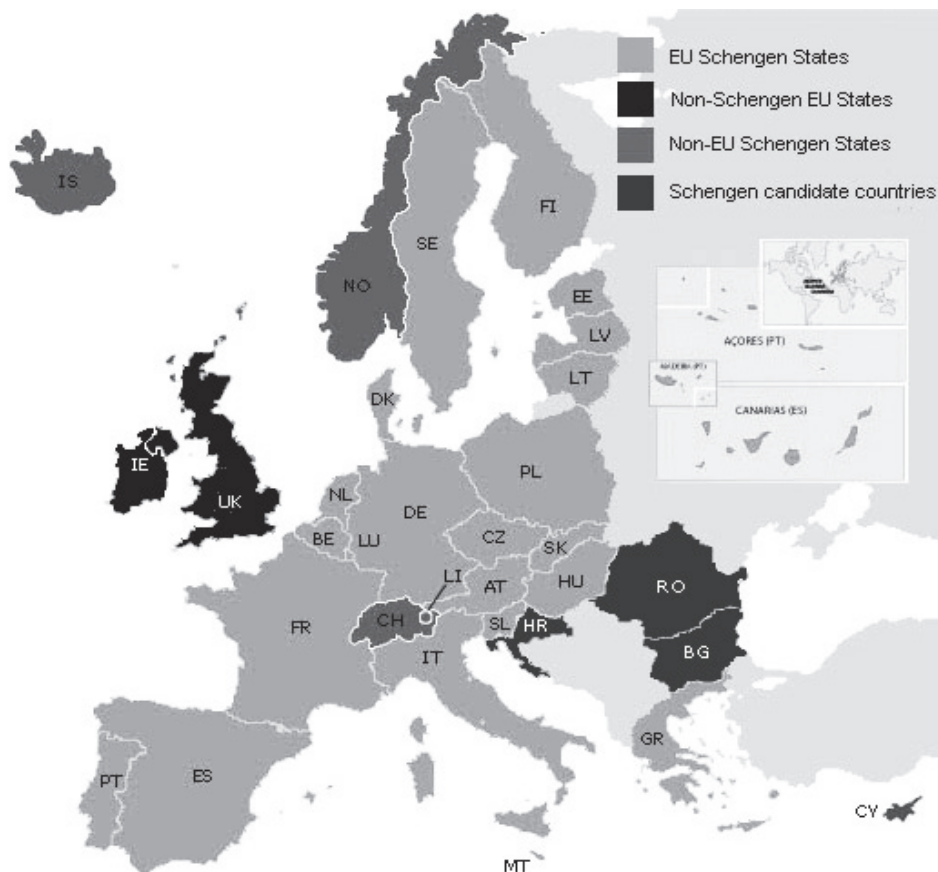 EU Schengen States
Non-Schengen EU States
Non-EU Schengen States
Schengen candidate countries
IS
FI
SE
NO
EE
LV
AÇORES (PT)
MADEIRA (PT)
LT
DK
CANARIAS (ES)
IE
PL
UK
NL
DE
BE
LU
CZ
SK
LI
AT
HU
RO
FR
CH
SL
HR
IT
BG
GR
PT
ES
CY
MT